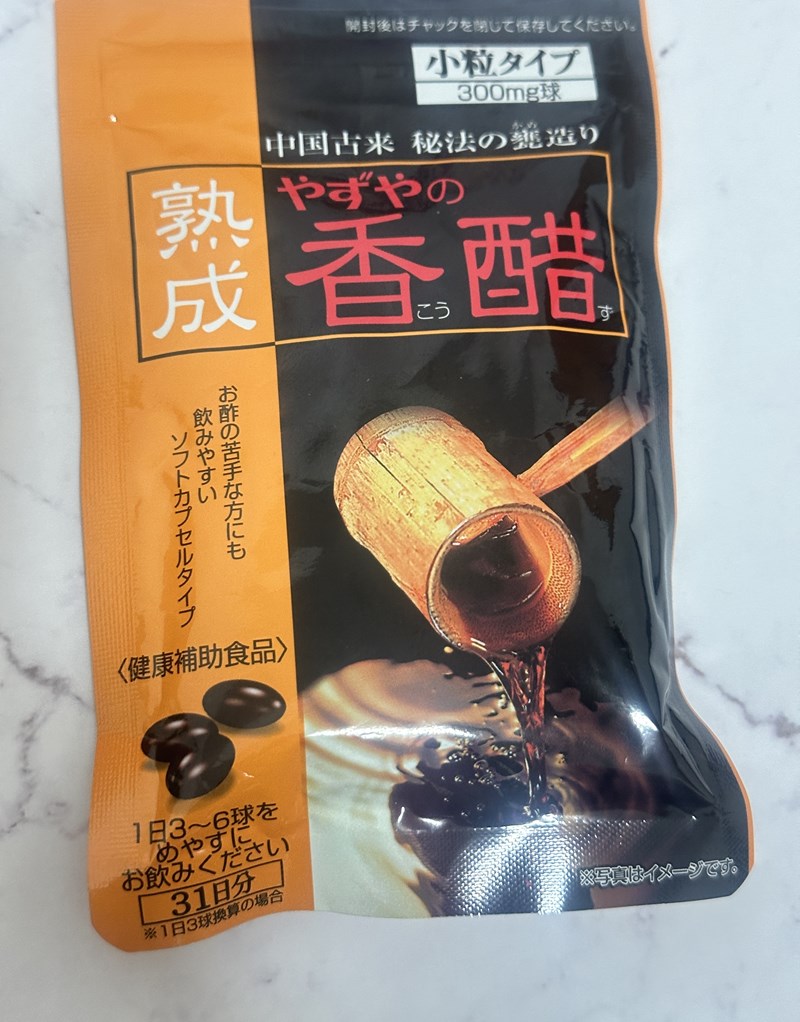 開封後はチャックを閉じて保存してください。
小粒タイプ
300mg球
中国古来 秘法の甕造り
かめ
熟成
やずやの
香醋
こう
ず
お酢の苦手な方にも
飲みやすい
ソフトカプセルタイプ
〈健康補助食品〉
1日3～6球を
めやすに
お飲みください
31日分
※1日3球換算の場合
※写真はイメージです。